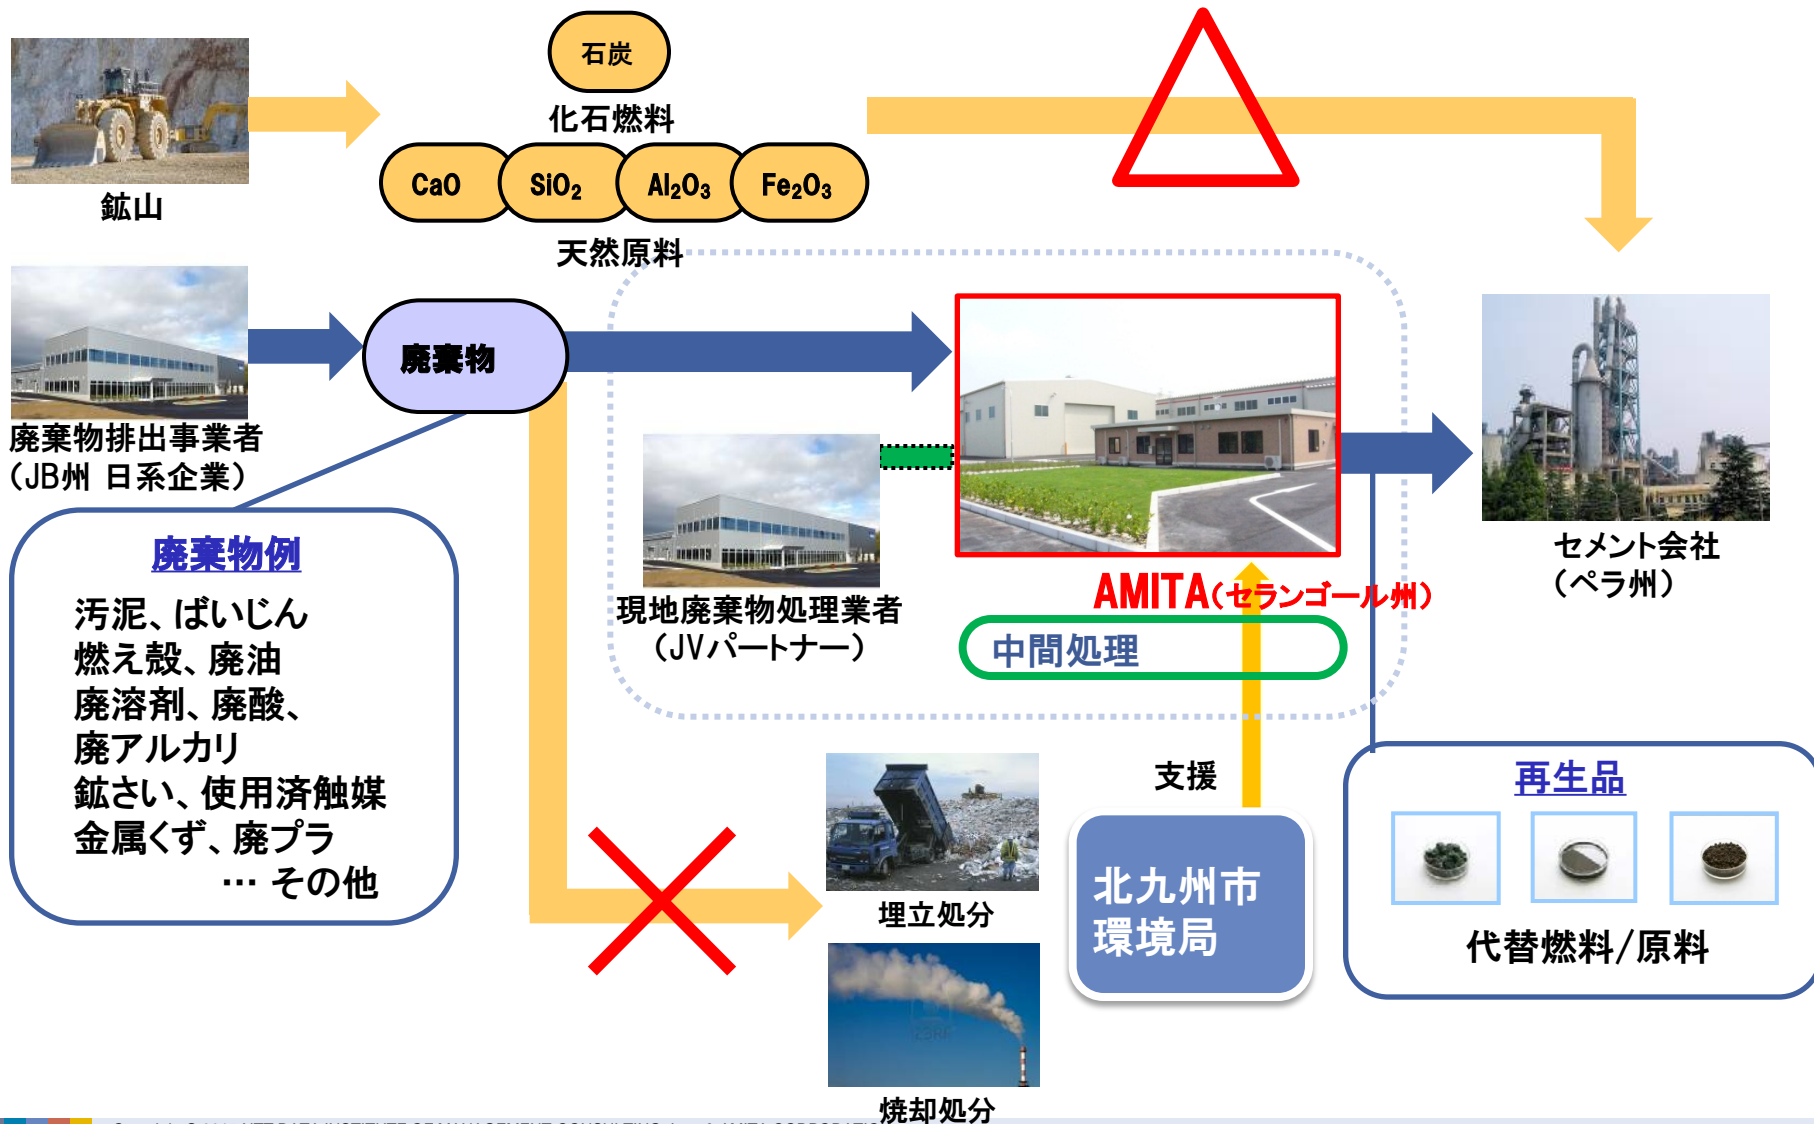 石炭
化石燃料
CaO
SiO₂
Al₂O₃
Fe₂O₃
天然原料
鉱山
廃棄物
廃棄物排出事業者
（JB州 日系企業）
廃棄物例
汚泥、ばいじん
燃え殻、廃油
廃溶剤、廃酸、
廃アルカリ
鉱さい、使用済触媒
金属くず、廃プラ
… その他
現地廃棄物処理業者
（JVパートナー）
AMITA（セランゴール州）
中間処理
セメント会社
（ペラ州）
支援
北九州市
環境局
埋立処分
焼却処分
再生品
代替燃料/原料
NTT DATA INSTITUTE OF MANAGEMENT CONSULTING